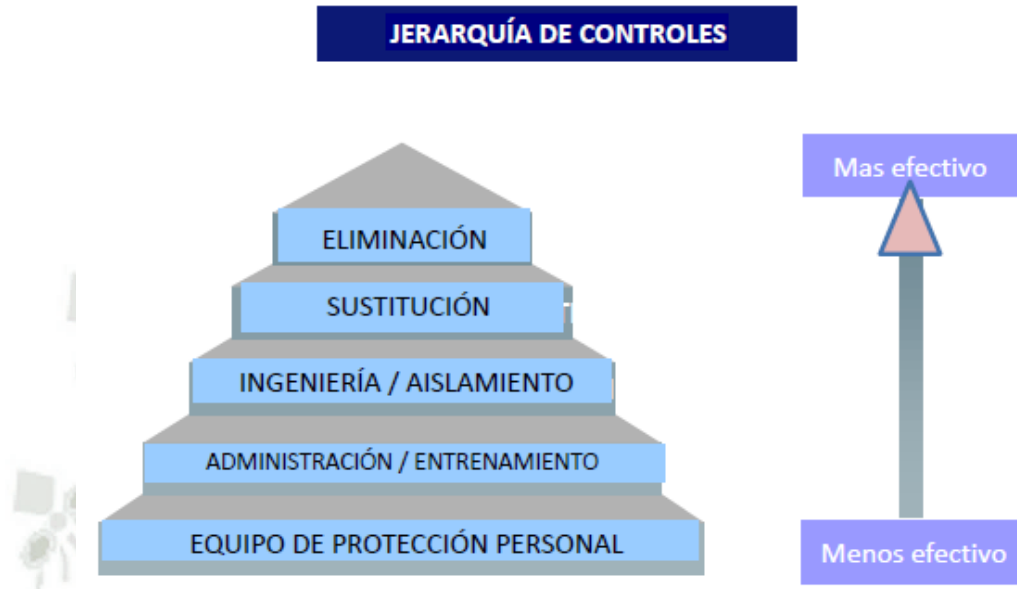 JERARQUÍA DE CONTROLES
Mas efectivo
ELIMINACIÓN
SUSTITUCIÓN
INGENIERÍA / AISLAMIENTO
ADMINISTRACIÓN / ENTRENAMIENTO
EQUIPO DE PROTECCIÓN PERSONAL
Menos efectivo